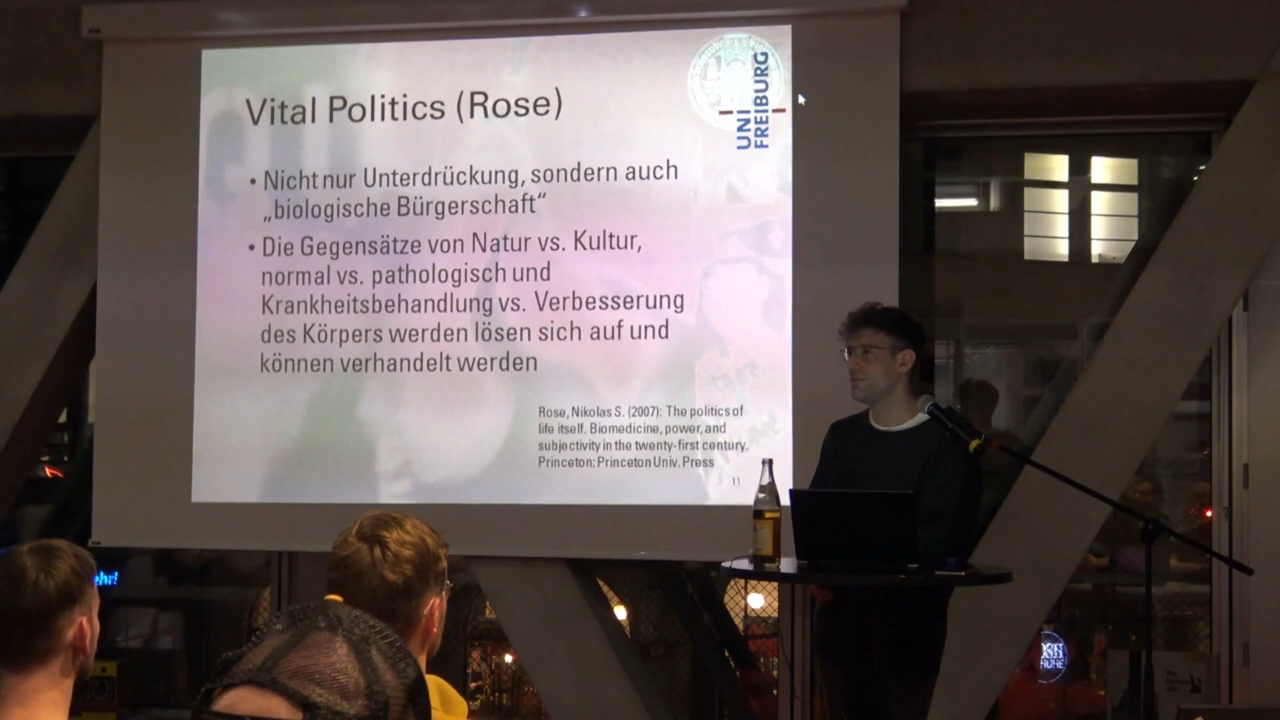 Vital Politics (Rose)
UNI
FREIBURG
• Nicht nur Unterdrückung, sondern auch
„biologische Bürgerschaft“
• Die Gegensätze von Natur vs. Kultur,
normal vs. pathologisch und
Krankheitsbehandlung vs. Verbesserung
des Körpers werden lösen sich auf und
können verhandelt werden
Rose, Nikolas S. (2007): The politics of
life itself. Biomedicine, power, and
subjectivity in the twenty-first century.
Princeton: Princeton Univ. Press
11